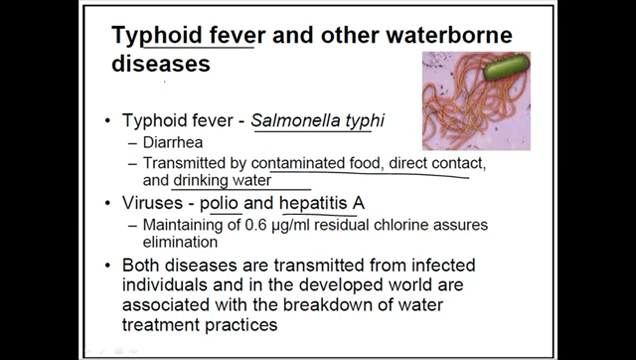 Typhoid fever and other waterborne
diseases
• Typhoid fever - Salmonella typhi
– Diarrhea
– Transmitted by contaminated food, direct contact,
and drinking water
• Viruses - polio and hepatitis A
– Maintaining of 0.6 µg/ml residual chlorine assures
elimination
• Both diseases are transmitted from infected
individuals and in the developed world are
associated with the breakdown of water
treatment practices